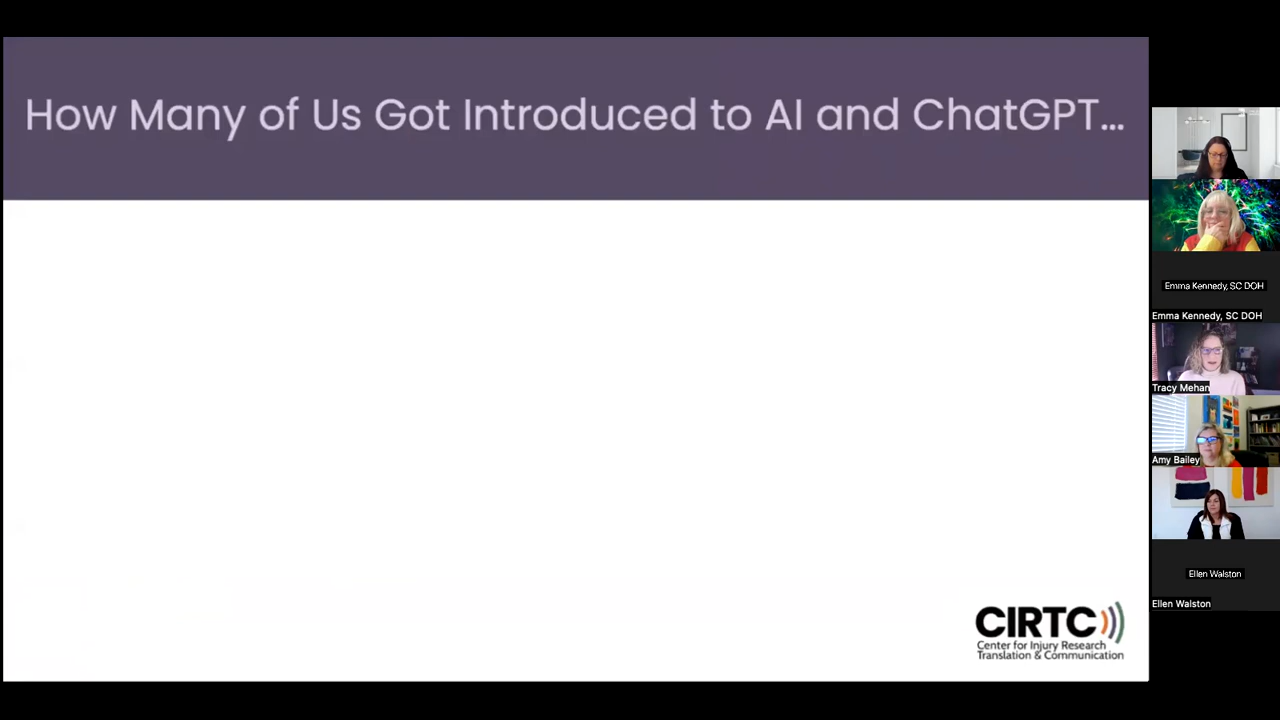 How Many of Us Got Introduced to AI and ChatGPT...
CIRTC
Center for Injury Research
Translation & Communication
Emma Kennedy, SC DOH
Emma Kennedy, SC DOH
Tracy Mehan
Amy Bailey
Ellen Walston
Ellen Walston